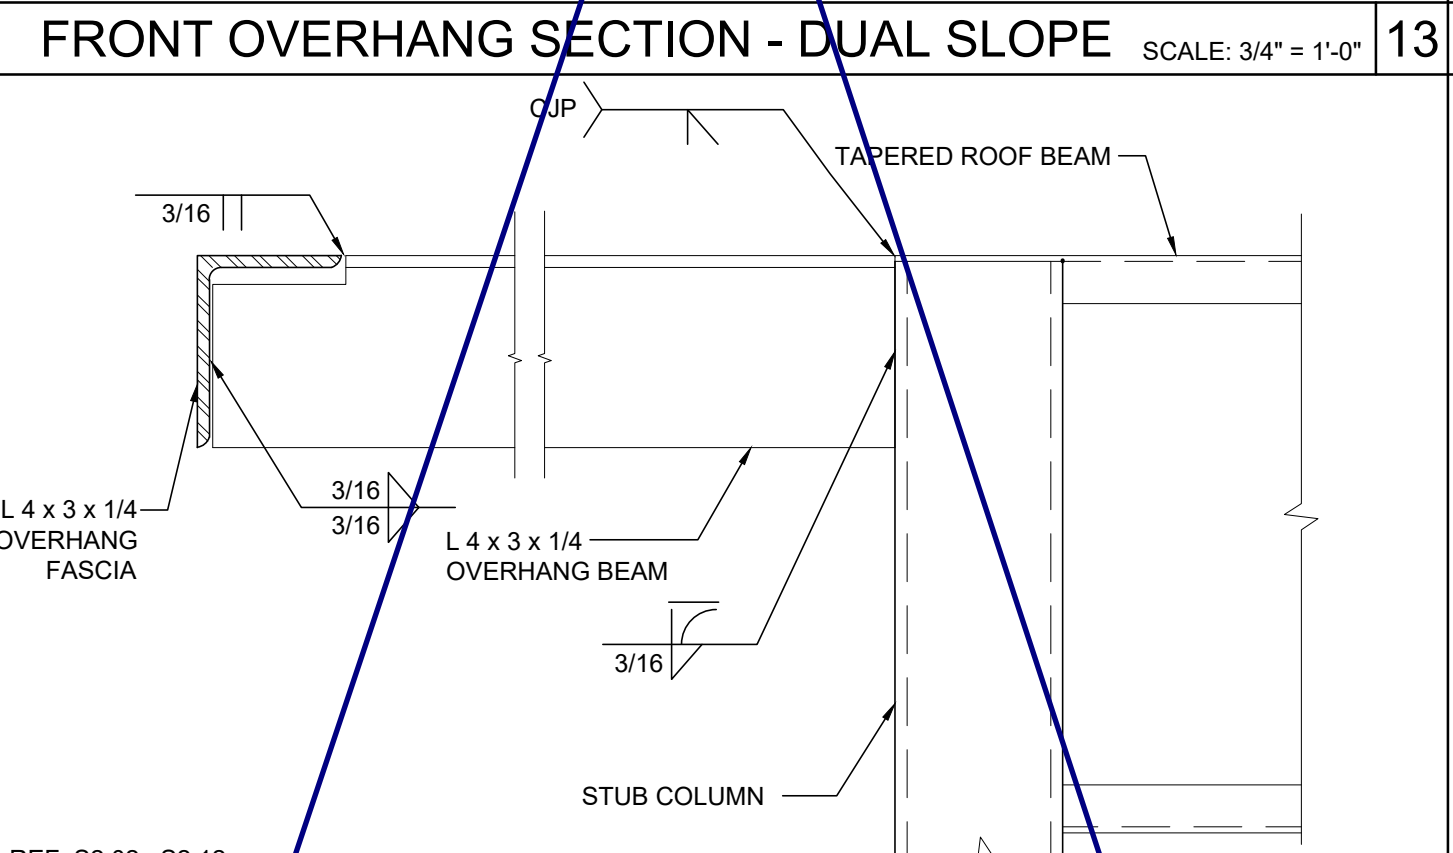 FRONT OVERHANG SECTION - DUAL SLOPE SCALE: 3/4" = 1'-0" 13
CJP
TAPERED ROOF BEAM
3/16
3/16
3/16
L 4 x 3 x 1/4
OVERHANG
FASCIA
L 4 x 3 x 1/4
OVERHANG BEAM
3/16
STUB COLUMN